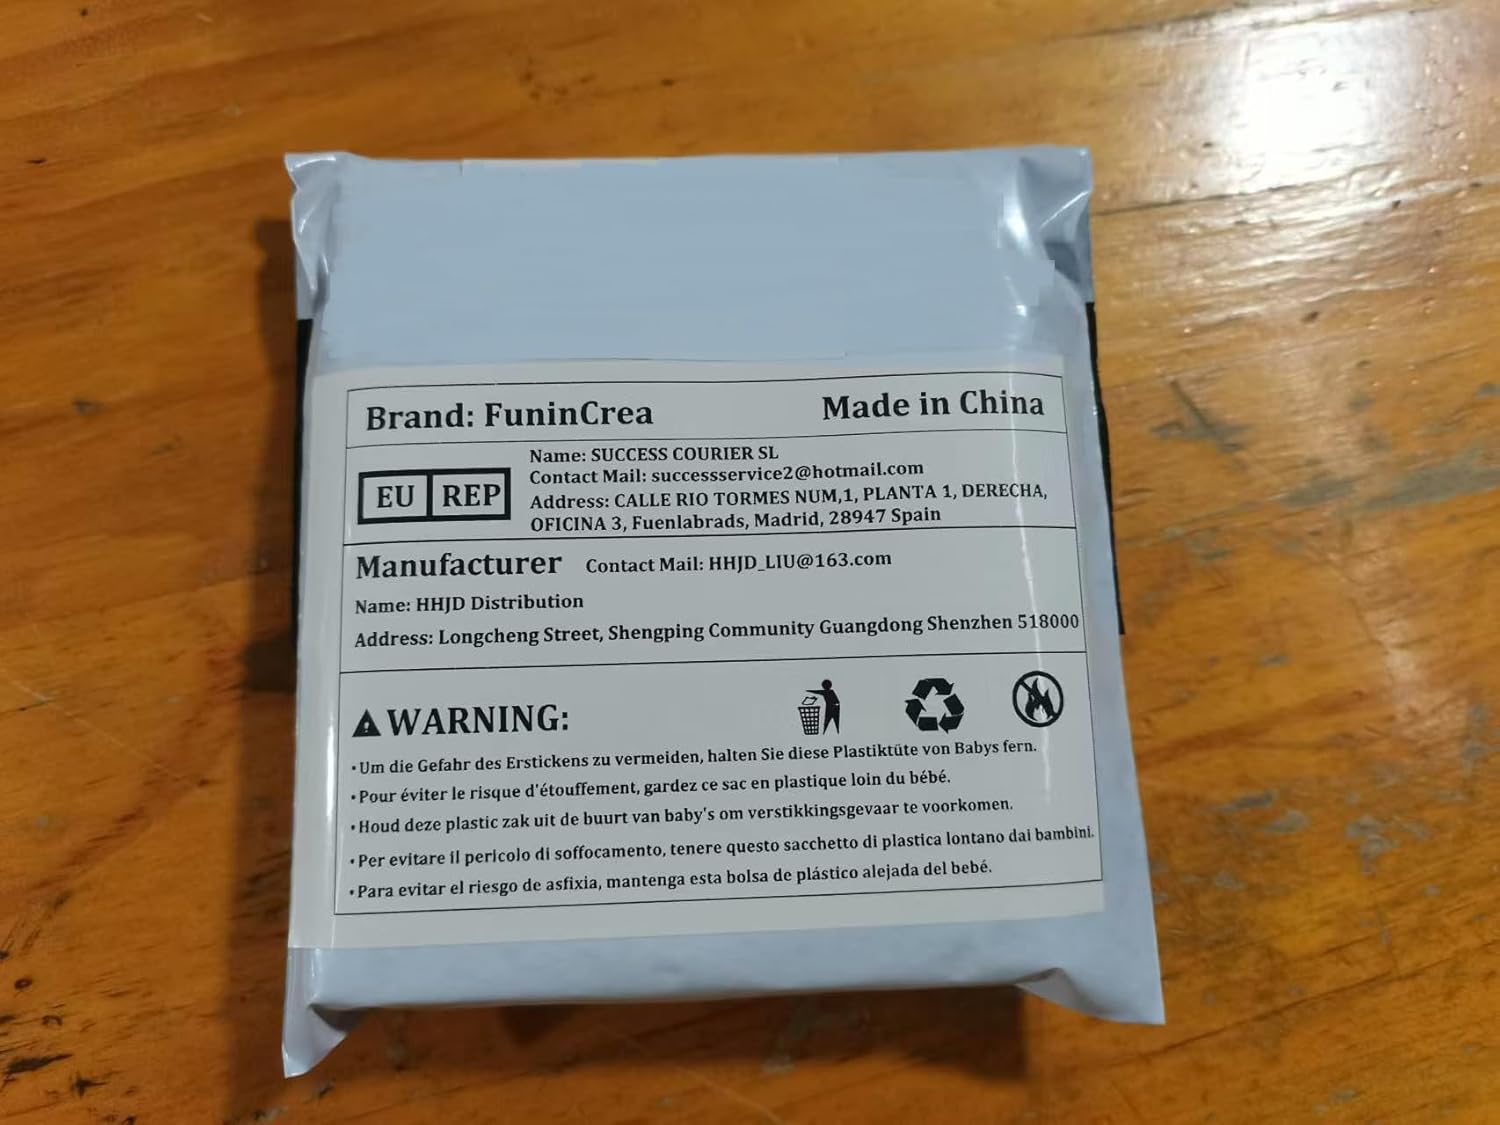 Brand: FuninCrea
Made in China
EU REP
Name: SUCCESS COURIER SL
Contact Mail: successservice2@hotmail.com
Address: CALLE RIO TORMES NUM,1, PLANTA 1, DERECHA,
OFICINA 3, Fuenlabrads, Madrid, 28947 Spain
Manufacturer
Contact Mail: HHJD_LIU@163.com
Name: HHJD Distribution
Address: Longcheng Street, Shengping Community Guangdong Shenzhen 518000
WARNING:
·Um die Gefahr des Erstickens zu vermeiden, halten Sie diese Plastiktüte von Babys fern.
·Pour éviter le risque d'étouffement, gardez ce sac en plastique loin du bébé.
·Houd deze plastic zak uit de buurt van baby's om verstikkingsgevaar te voorkomen.
·Per evitare il pericolo di soffocamento, tenere questo sacchetto di plastica lontano dai bambini.
·Para evitar el riesgo de asfixia, mantenga esta bolsa de plástico alejada del bebé.